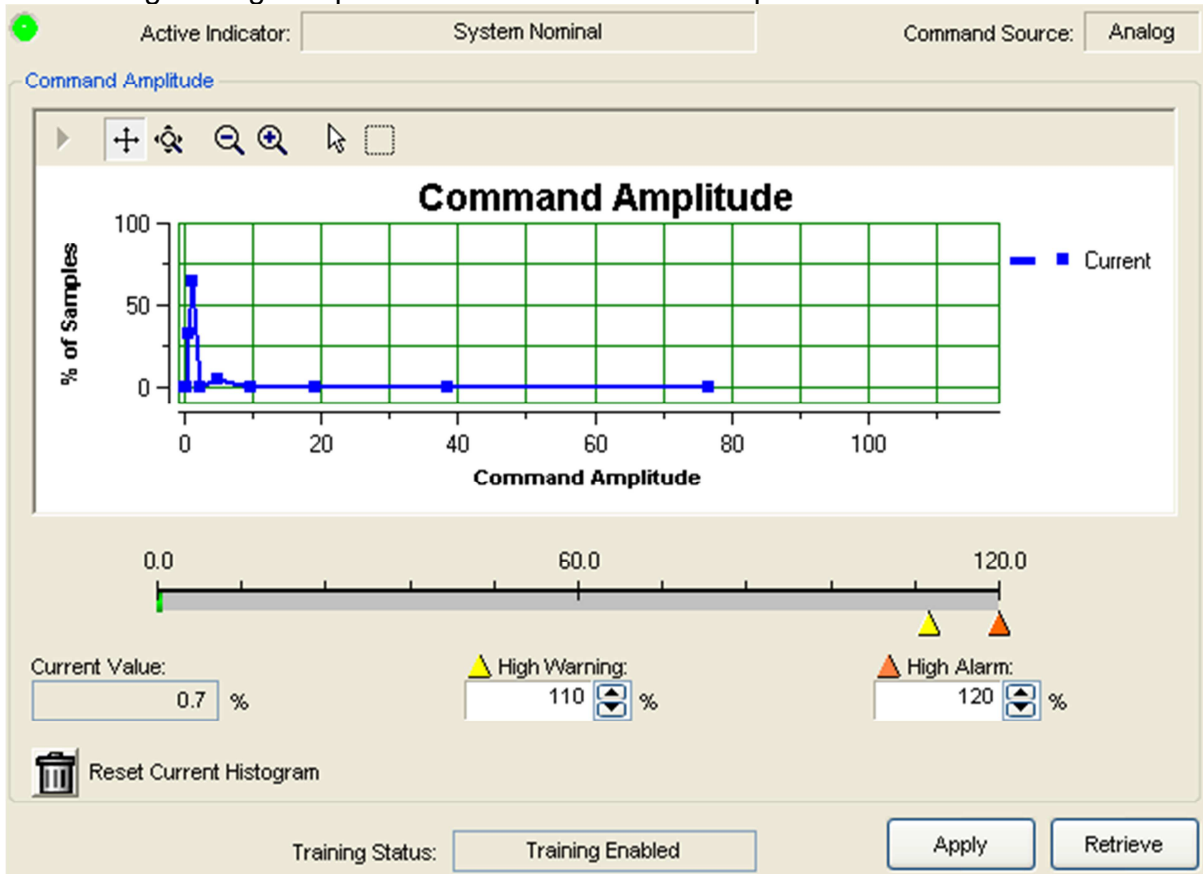 Active Indicator: System Nominal Command Source: Analog
Command Amplitude
Command Amplitude
100
50
0
% of Samples
Current
0 20 40 60 80 100
Command Amplitude
0.0 60.0 120.0
Current Value: High Warning: High Alarm:
0.7 % 110 % 120 %
Reset Current Histogram
Training Status: Training Enabled Apply Retrieve